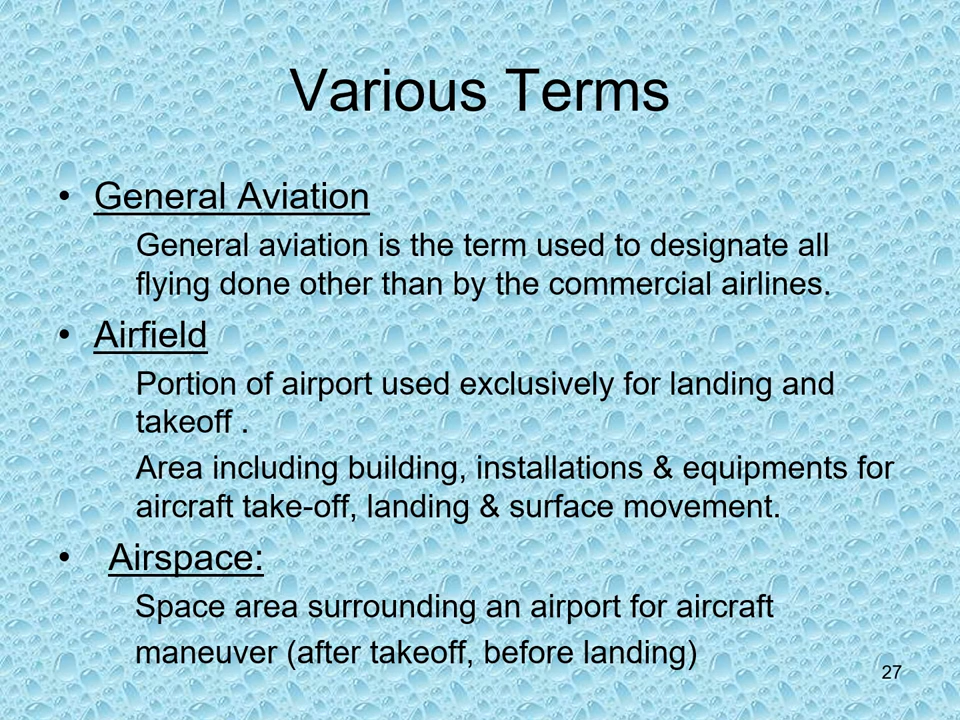 Various Terms
• General Aviation
General aviation is the term used to designate all
flying done other than by the commercial airlines.
• Airfield
Portion of airport used exclusively for landing and
takeoff .
Area including building, installations & equipments for
aircraft take-off, landing & surface movement.
• Airspace:
Space area surrounding an airport for aircraft
maneuver (after takeoff, before landing)
27